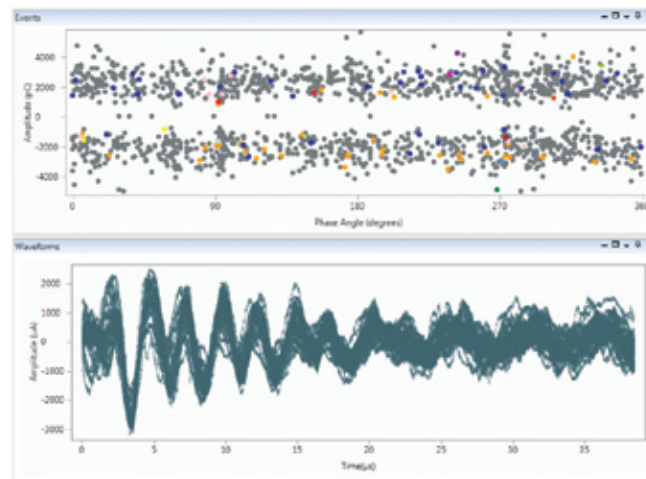 Events
Amplitude (pC)
4000
2000
0
-2000
-4000
0 90 180 270 360
Phase Angle (degrees)
Waveforms
Amplitude (µA)
2000
1000
0
-1000
-2000
-3000
0 5 10 15 20 25 30 35
Time(µs)